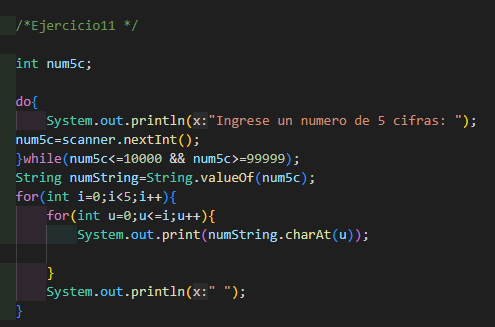 /*Ejercicio11 */
int num5c;
do{
System.out.println(x:"Ingrese un numero de 5 cifras: ");
num5c=scanner.nextInt();
}while(num5c<=10000 && num5c>=99999);
String numString=String.valueOf(num5c);
for(int i=0;i<5;i++){
for(int u=0;u<=i;u++){
System.out.print(numString.charAt(u));
}
System.out.println(x:" ");
}